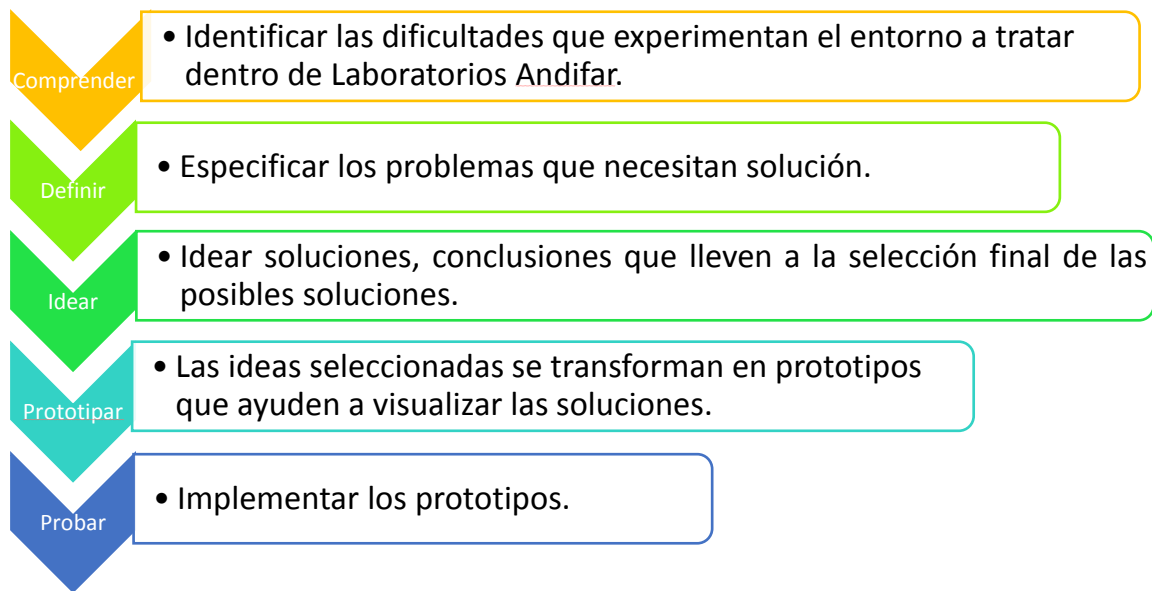 Comprender
• Identificar las dificultades que experimentan el entorno a tratar
dentro de Laboratorios Andifar.
Definir
• Especificar los problemas que necesitan solución.
Idear
• Idear soluciones, conclusiones que lleven a la selección final de las
posibles soluciones.
Prototipar
• Las ideas seleccionadas se transforman en prototipos
que ayuden a visualizar las soluciones.
Probar
• Implementar los prototipos.